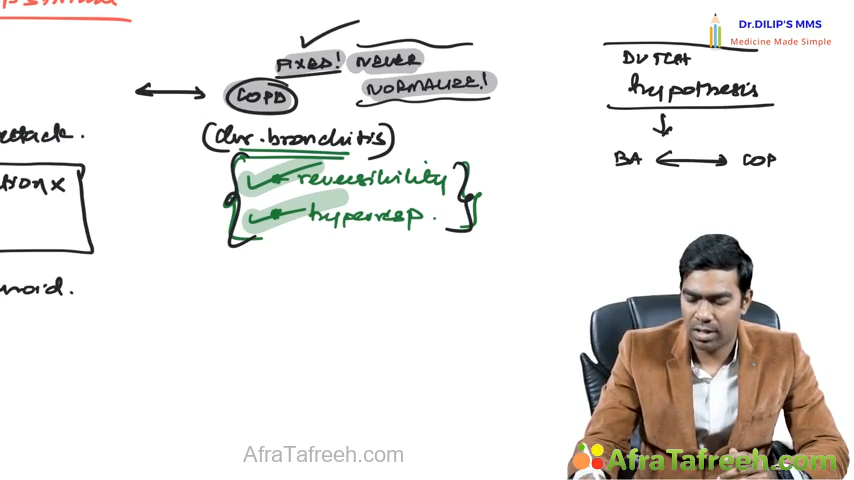 Dr.DILIP'S MMS
Medicine Made Simple
FIXED! NEVER
NORMALIZE!
COPD
(chr.bronchitis)
reversibility
hyperresp.
attack.
tion x
noid.
DUTCH
hypothesis
BA COP
AfraTafreeh.com
AfraTafreeh.com